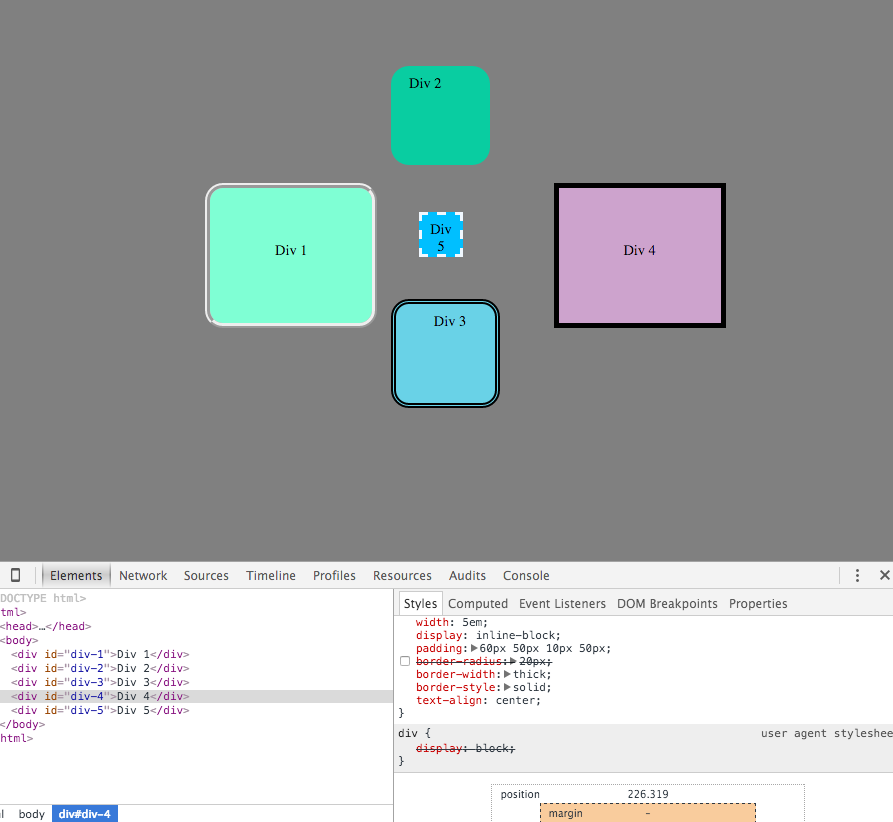 Div 2
Div 1
Div
5
Div 4
Div 3
Elements Network Sources Timeline Profiles Resources Audits Console
DOCTYPE html>
tml>
<head>…</head>
<body>
<div id="div-1">Div 1</div>
<div id="div-2">Div 2</div>
<div id="div-3">Div 3</div>
<div id="div-4">Div 4</div>
<div id="div-5">Div 5</div>
</body>
html>
l body div#div-4
Styles Computed Event Listeners DOM Breakpoints Properties
width: 5em;
display: inline-block;
padding: 60px 50px 10px 50px;
border-radius: 20px;
border-width: thick;
border-style: solid;
text-align: center;
}
div { user agent styleshee
display: block;
}
position 226.319
margin -